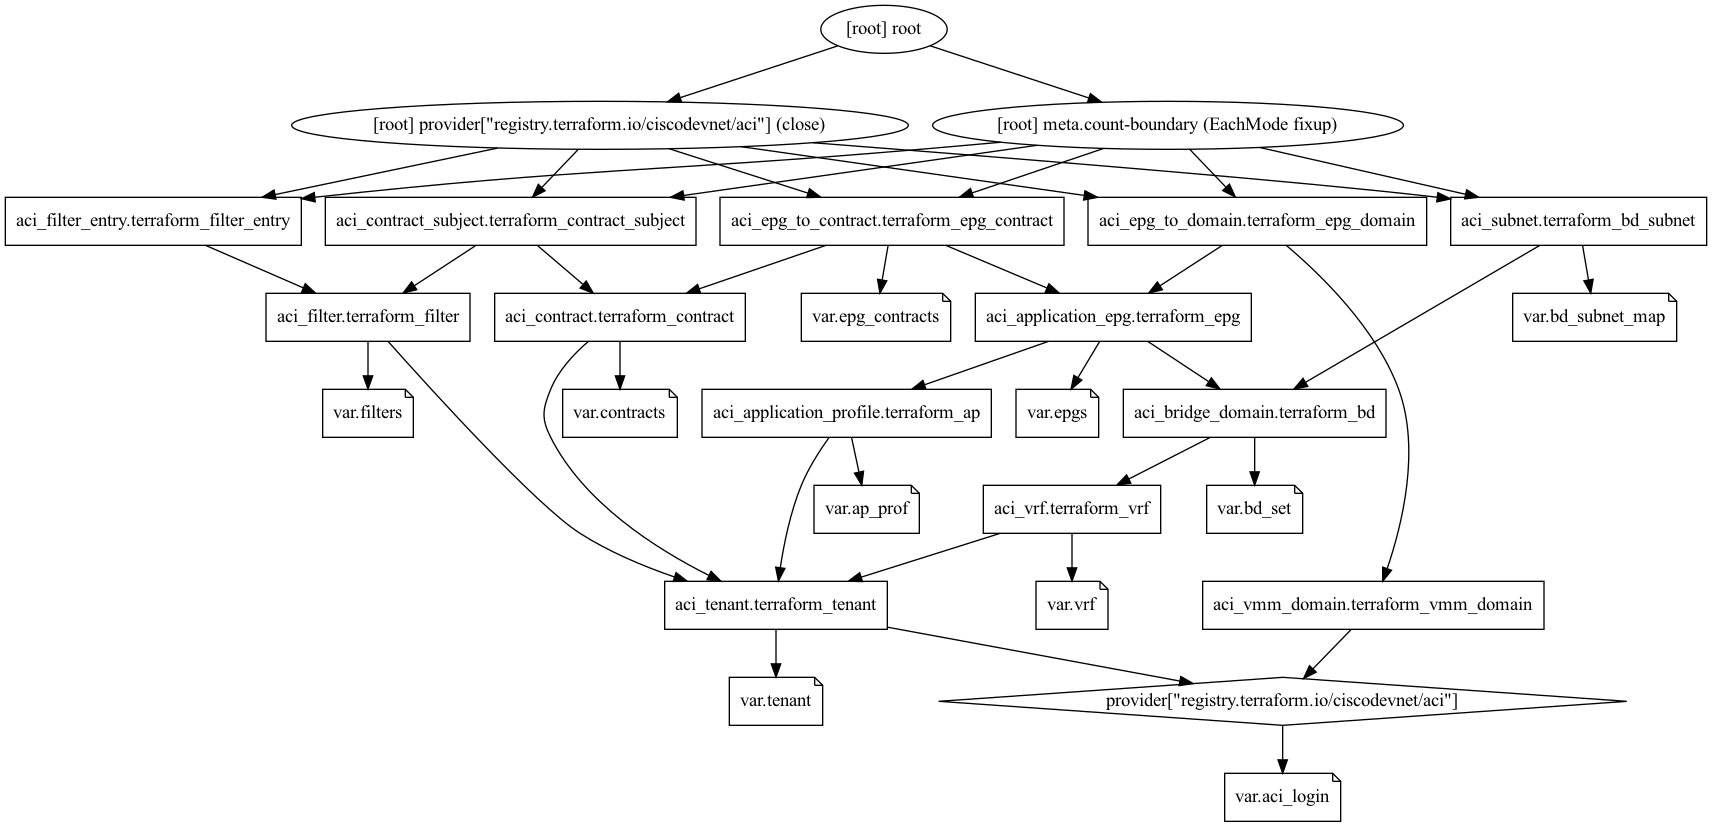 [root] root
[root] provider["registry.terraform.io/ciscodevnet/aci"] (close)
[root] meta.count-boundary (EachMode fixup)
aci_filter_entry.terraform_filter_entry
aci_contract_subject.terraform_contract_subject
aci_epg_to_contract.terraform_epg_contract
aci_epg_to_domain.terraform_epg_domain
aci_subnet.terraform_bd_subnet
aci_filter.terraform_filter
aci_contract.terraform_contract
var.epg_contracts
aci_application_epg.terraform_epg
var.bd_subnet_map
var.filters
var.contracts
aci_application_profile.terraform_ap
var.epgs
aci_bridge_domain.terraform_bd
var.ap_prof
aci_vrf.terraform_vrf
var.bd_set
aci_tenant.terraform_tenant
var.vrf
aci_vmm_domain.terraform_vmm_domain
var.tenant
provider["registry.terraform.io/ciscodevnet/aci"]
var.aci_login